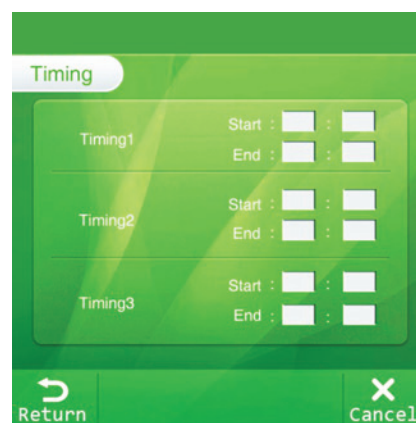 Timing
Timing1
Start : :
End : :
Timing2
Start : :
End : :
Timing3
Start : :
End : :
Return
Cancel